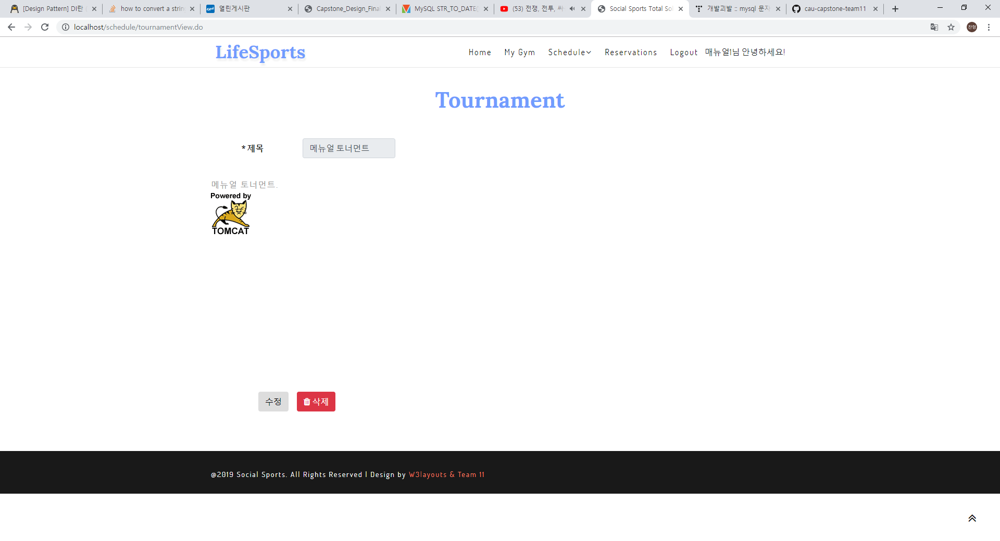 [Design Pattern] DI란
how to convert a strin
열린게시판
Capstone_Design_Final
MySQL STR_TO_DATE(
(53) 전쟁, 전투, 싸
Social Sports Total Sol
개발괴발 :: mysql 문자
cau-capstone-team11
localhost/schedule/tournamentView.do
찬형
LifeSports
Home
My Gym
Schedule
Reservations
Logout
매뉴얼1님 안녕하세요!
Tournament
* 제목
메뉴얼 토너먼트
메뉴얼 토너먼트.
Powered by
TOMCAT
수정
삭제
@2019 Social Sports. All Rights Reserved | Design by W3layouts & Team 11